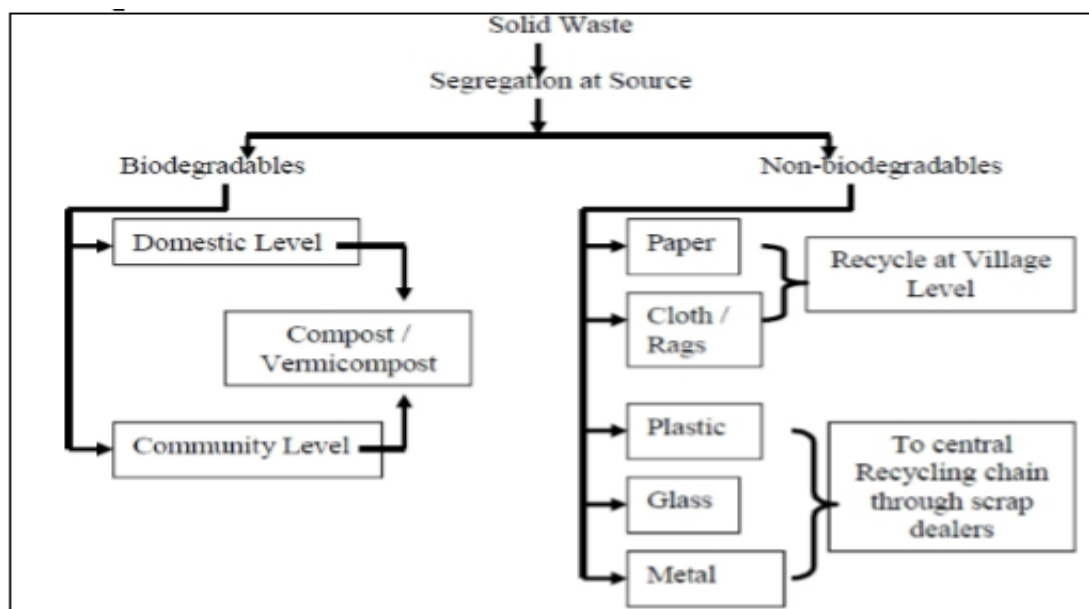 Solid Waste
Segregation at Source
Biodegradables
Non-biodegradables
Domestic Level
Compost /
Vermicompost
Community Level
Paper
Cloth /
Rags
Recycle at Village
Level
Plastic
Glass
Metal
To central
Recycling chain
through scrap
dealers